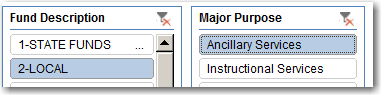 Fund Description
1-STATE FUNDS ...
2-LOCAL
Major Purpose
Ancillary Services
Instructional Services